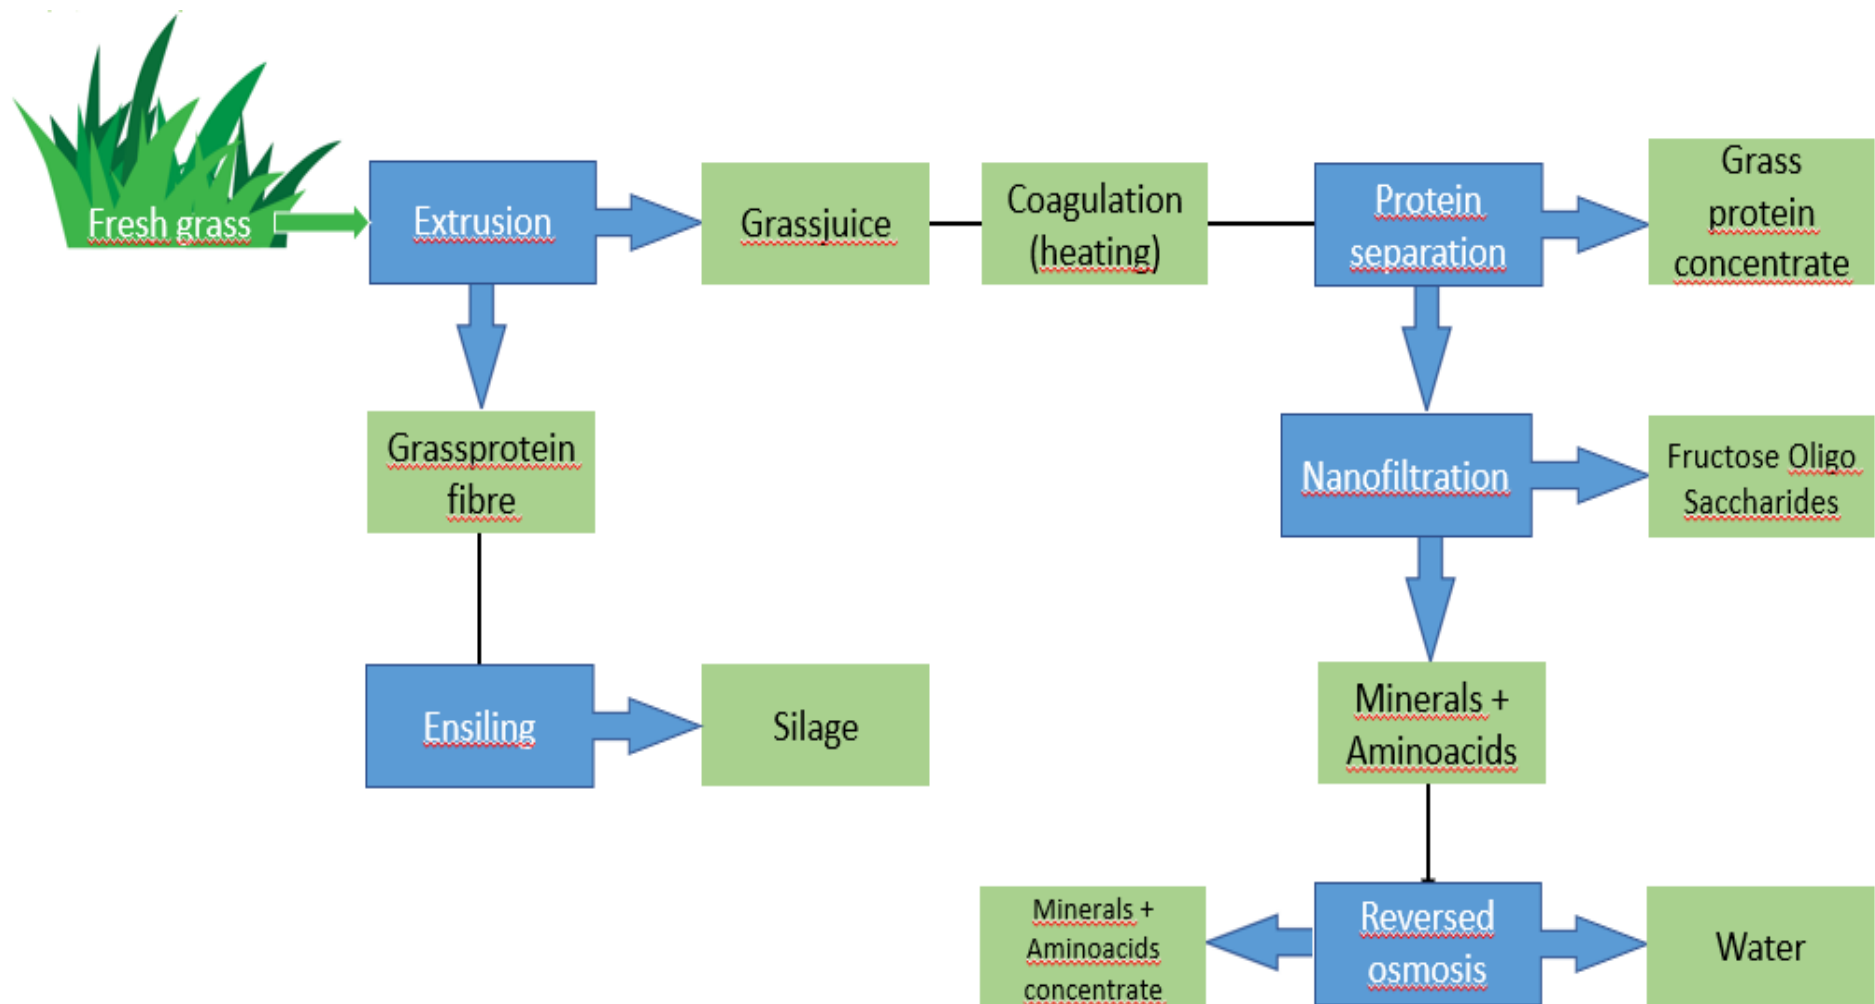 Fresh grass
Extrusion
Grassjuice
Coagulation
(heating)
Protein
separation
Grass
protein
concentrate
Grassprotein
fibre
Nanofiltration
Fructose Oligo
Saccharides
Ensiling
Silage
Minerals +
Aminoacids
Minerals +
Aminoacids
concentrate
Reversed
osmosis
Water